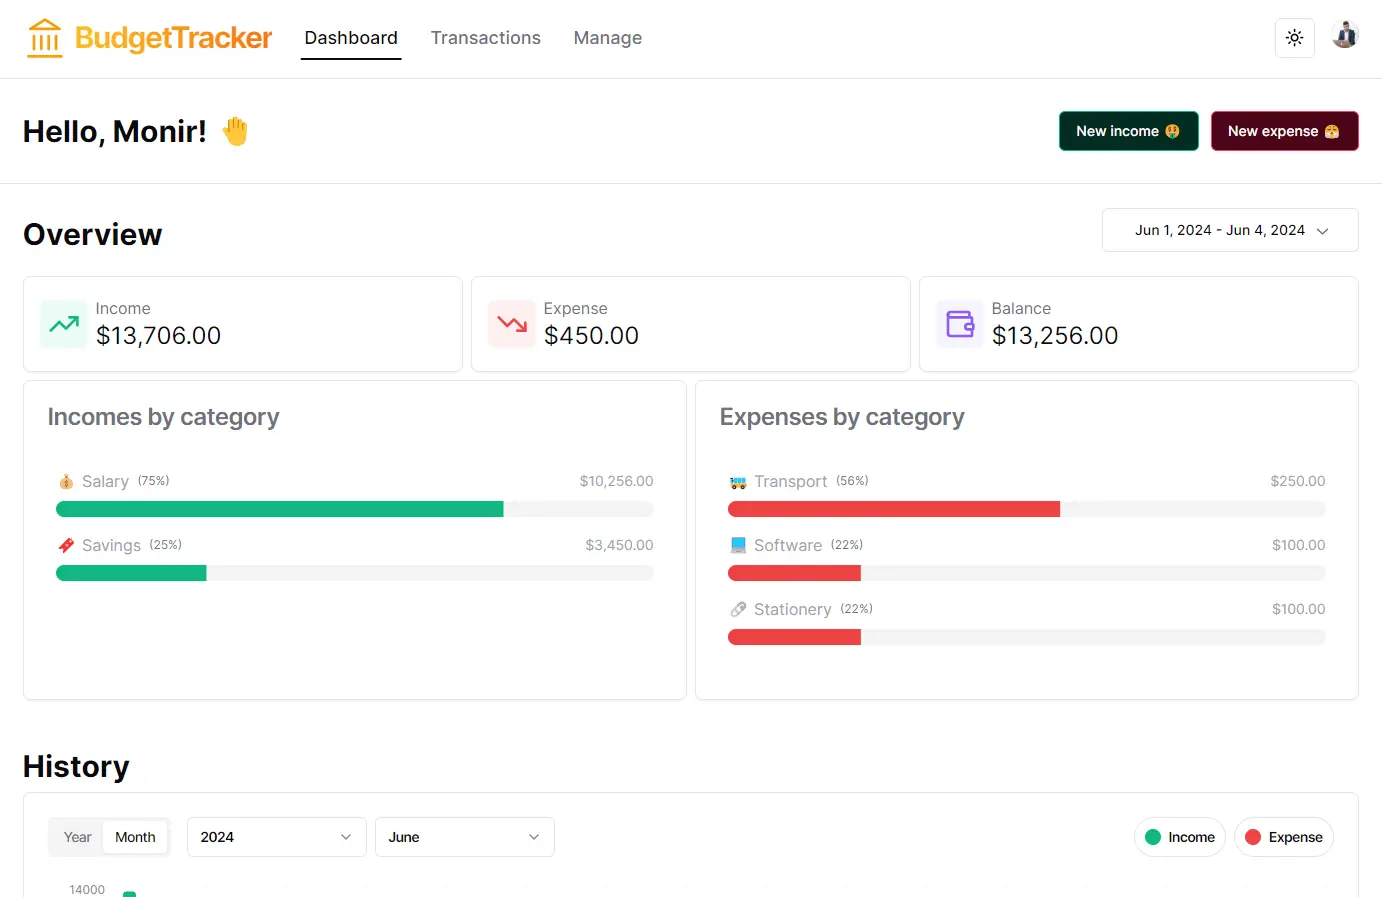 BudgetTracker Dashboard Transactions Manage
Hello, Monir! 👋 New income 🤑 New expense 😤
Overview Jun 1, 2024 - Jun 4, 2024
Income
$13,706.00
Expense
$450.00
Balance
$13,256.00
Incomes by category
Salary (75%) $10,256.00
Savings (25%) $3,450.00
Expenses by category
Transport (56%) $250.00
Software (22%) $100.00
Stationery (22%) $100.00
History
Year Month 2024 June Income Expense
14000